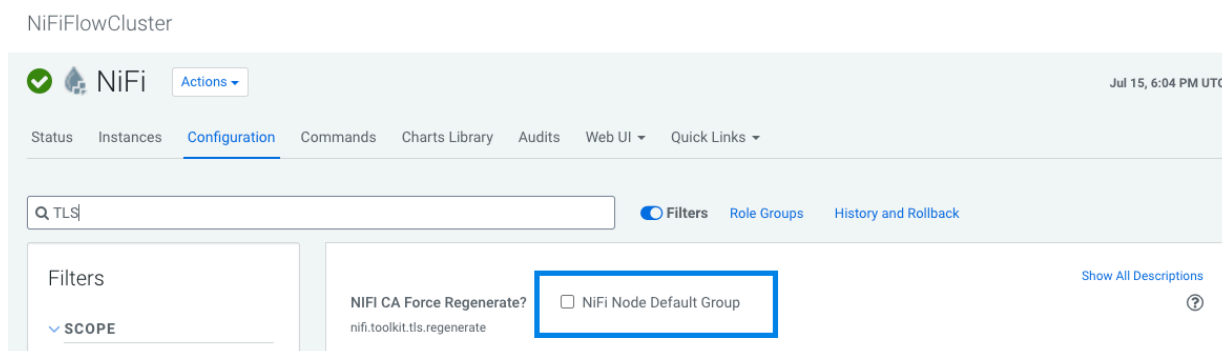 NiFiFlowCluster
NiFi Actions
Jul 15, 6:04 PM UTC
Status Instances Configuration Commands Charts Library Audits Web UI Quick Links
TLS Filters Role Groups History and Rollback
Filters
Show All Descriptions
NIFI CA Force Regenerate? NiFi Node Default Group
nifi.toolkit.tls.regenerate
SCOPE